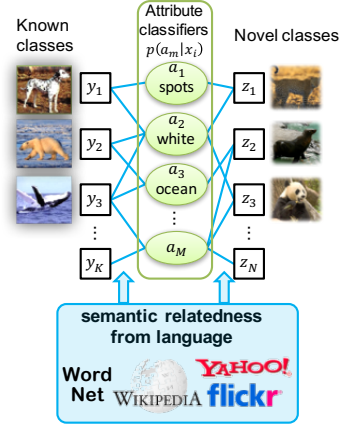 Known
classes
Attribute
classifiers
p(a_m|x_i)
Novel classes
y_1
a_1
spots
z_1
y_2
a_2
white
z_2
y_3
a_3
ocean
z_3
⋮
⋮
⋮
y_K
a_M
z_N
semantic relatedness
from language
Word
Net
WIKIPEDIA
YAHOO!
flickr